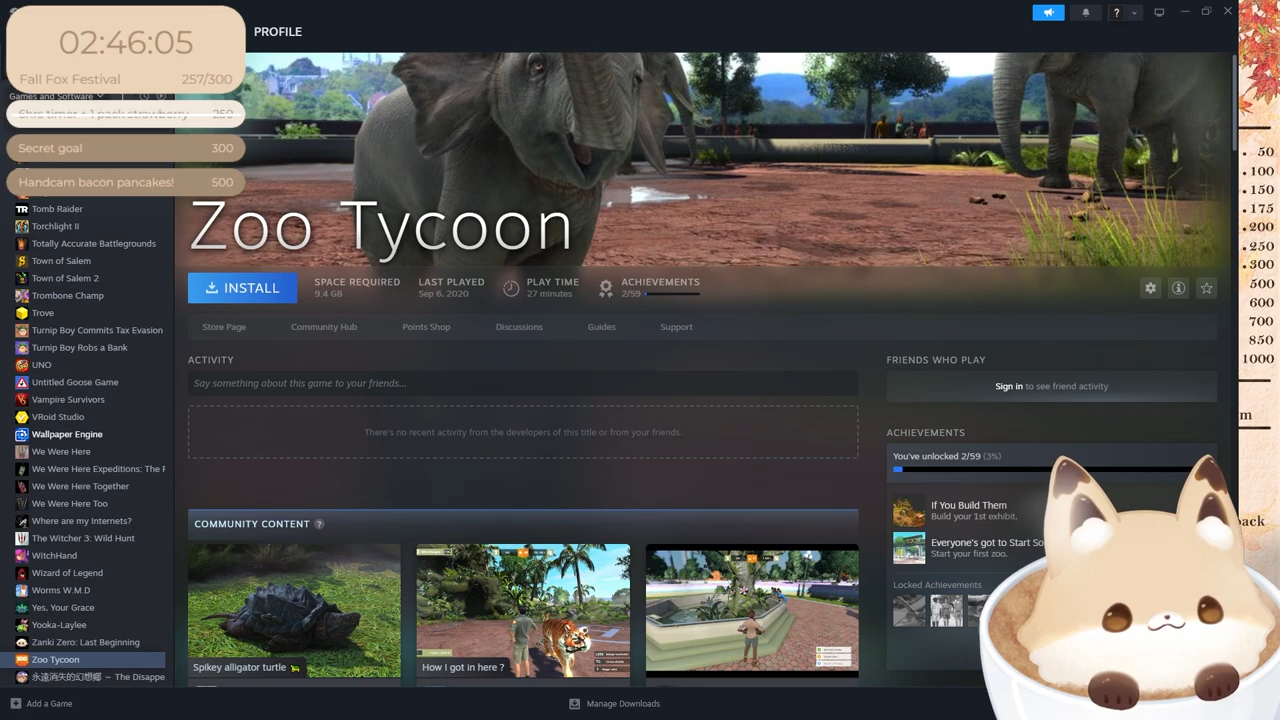 02:46:05
Fall Fox Festival 257/300
Games and Software
5hrs timer + 1 pack strawberry 250
Secret goal 300
Handcam bacon pancakes! 500
PROFILE
?
Tomb Raider
Torchlight II
Totally Accurate Battlegrounds
Town of Salem
Town of Salem 2
Trombone Champ
Trove
Turnip Boy Commits Tax Evasion
Turnip Boy Robs a Bank
UNO
Untitled Goose Game
Vampire Survivors
VRoid Studio
Wallpaper Engine
We Were Here
We Were Here Expeditions: The F
We Were Here Together
We Were Here Too
Where are my Internets?
The Witcher 3: Wild Hunt
WitchHand
Wizard of Legend
Worms W.M.D
Yes, Your Grace
Yooka-Laylee
Zanki Zero: Last Beginning
Zoo Tycoon
永遠消失的幻想鄉 ～ The Disappe
Zoo Tycoon
INSTALL
SPACE REQUIRED
9.4 GB
LAST PLAYED
Sep 6, 2020
PLAY TIME
27 minutes
ACHIEVEMENTS
2/59
Store Page
Community Hub
Points Shop
Discussions
Guides
Support
ACTIVITY
Say something about this game to your friends...
There's no recent activity from the developers of this title or from your friends.
COMMUNITY CONTENT ?
Spikey alligator turtle
How I got in here ?
FRIENDS WHO PLAY
Sign in to see friend activity
ACHIEVEMENTS
You've unlocked 2/59 (3%)
If You Build Them
Build your 1st exhibit.
Everyone's got to Start So
Start your first zoo.
Locked Achievements
50
100
150
175
200
250
300
500
600
700
850
1000
m
pack
Add a Game
Manage Downloads